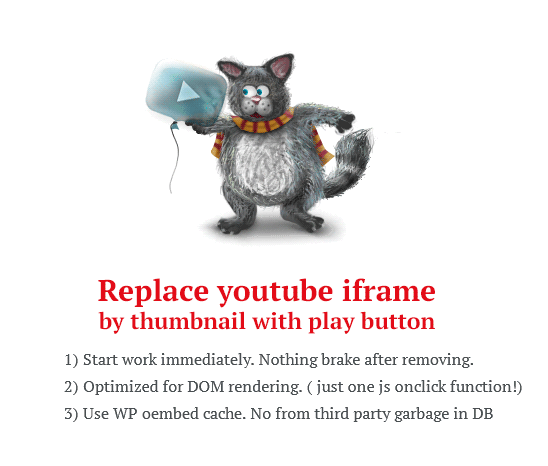 Replace youtube iframe
by thumbnail with play button
1) Start work immediately. Nothing brake after removing.
2) Optimized for DOM rendering. ( just one js onclick function!)
3) Use WP oembed cache. No from third party garbage in DB